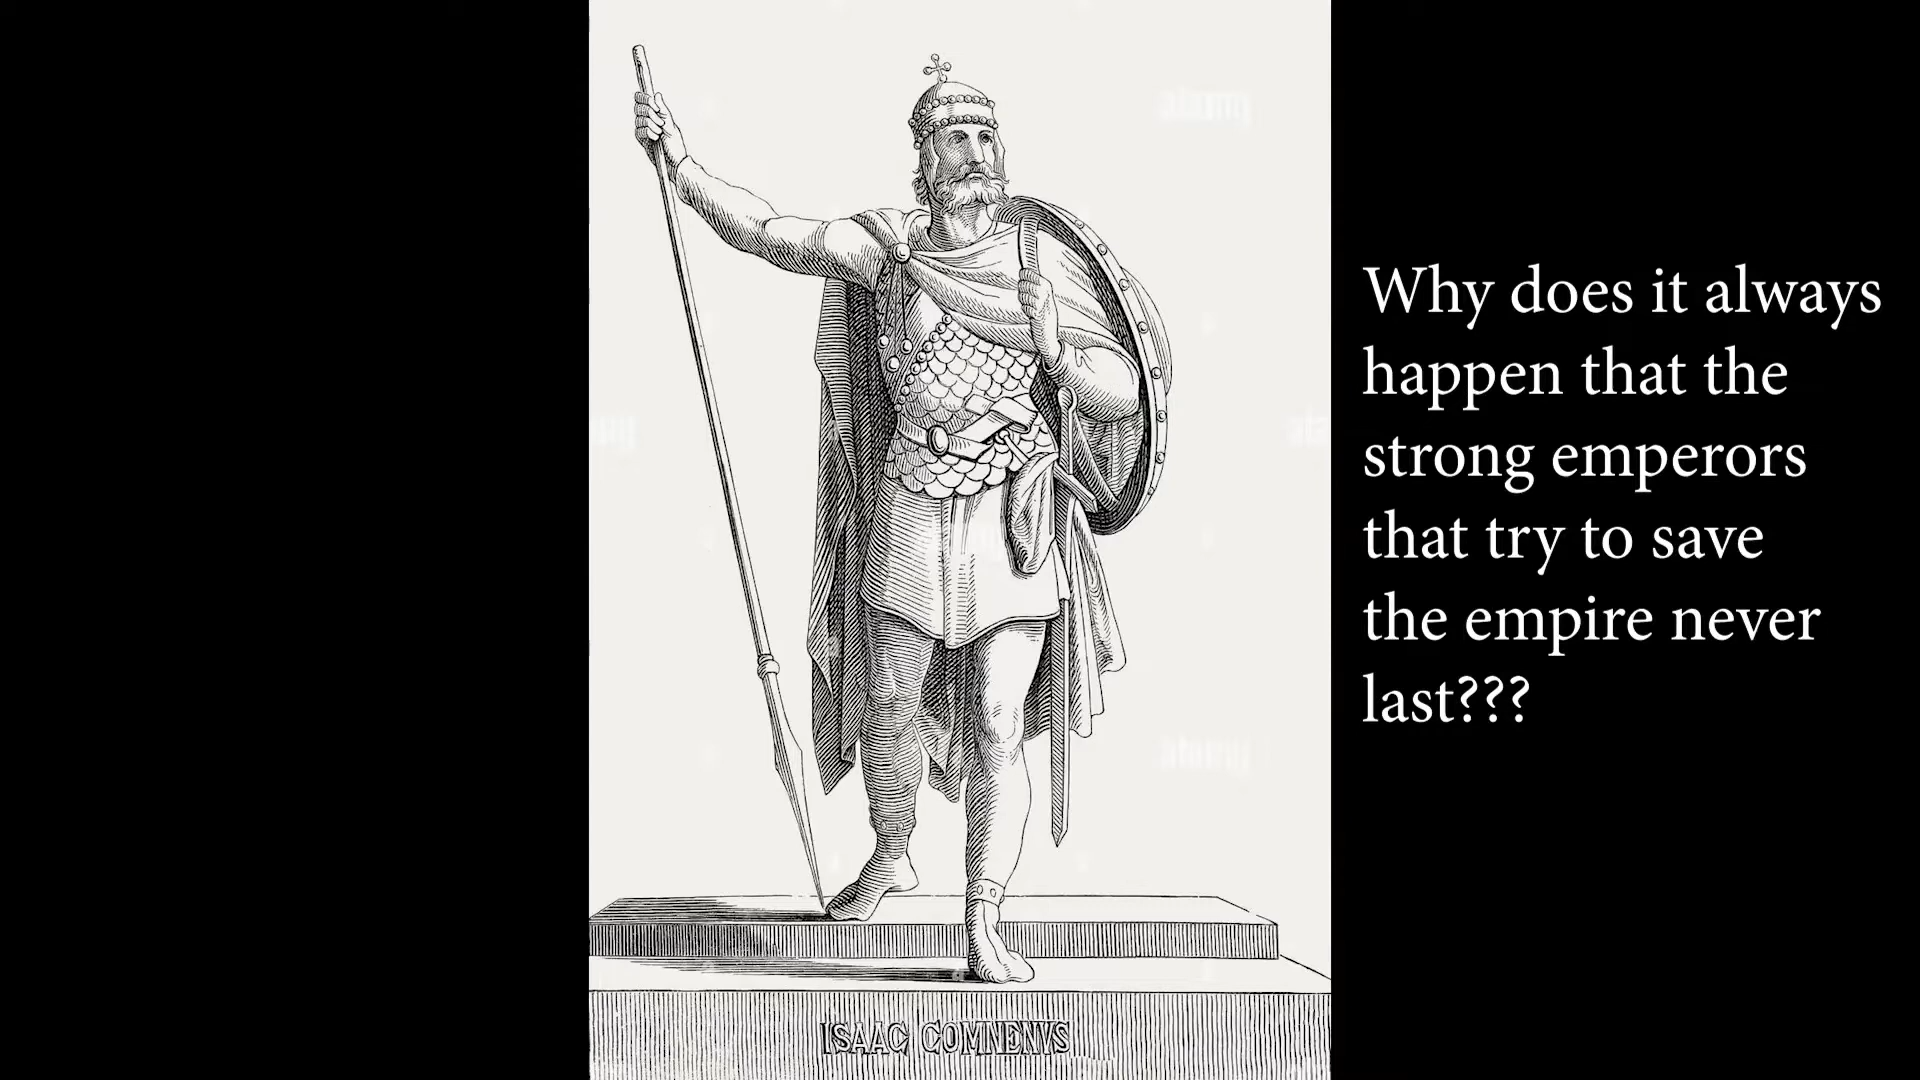 Why does it always
happen that the
strong emperors
that try to save
the empire never
last???
ISAAC COMNENVS